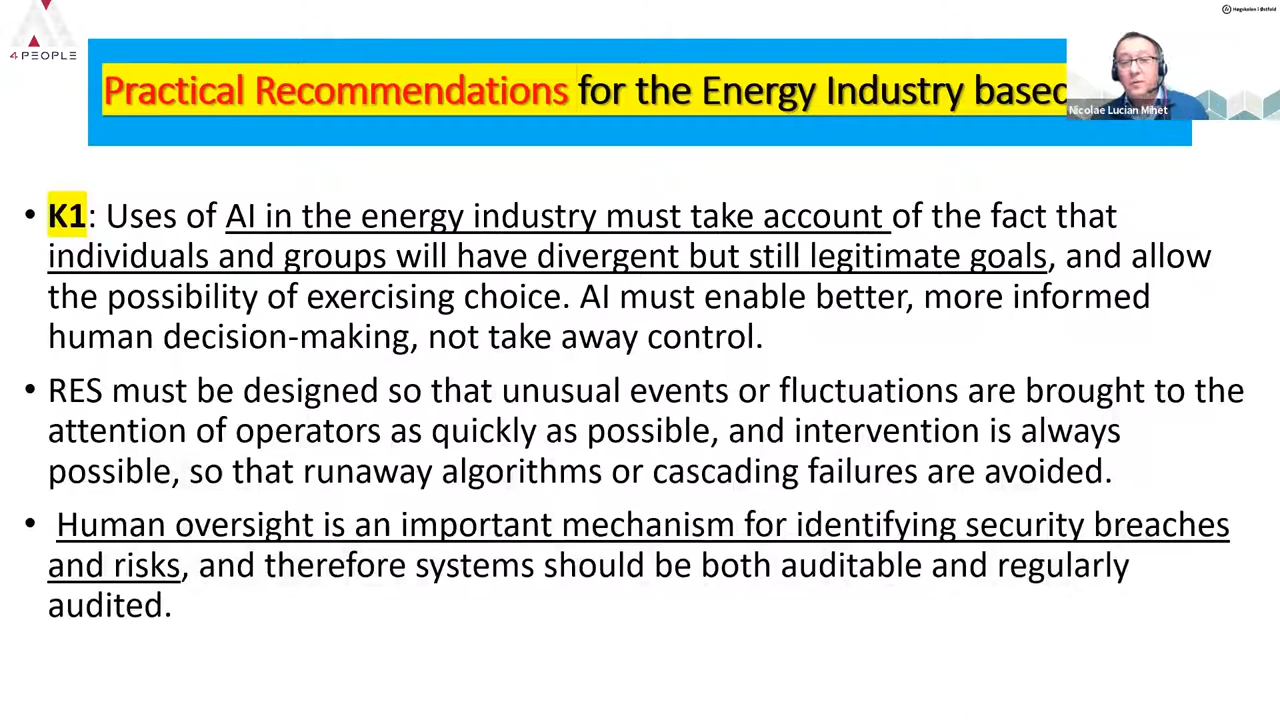 Høgskolen i Østfold
4PEOPLE
Practical Recommendations for the Energy Industry based
Nicolae Lucian Mihet
• K1: Uses of AI in the energy industry must take account of the fact that
individuals and groups will have divergent but still legitimate goals, and allow
the possibility of exercising choice. AI must enable better, more informed
human decision-making, not take away control.
• RES must be designed so that unusual events or fluctuations are brought to the
attention of operators as quickly as possible, and intervention is always
possible, so that runaway algorithms or cascading failures are avoided.
• Human oversight is an important mechanism for identifying security breaches
and risks, and therefore systems should be both auditable and regularly
audited.